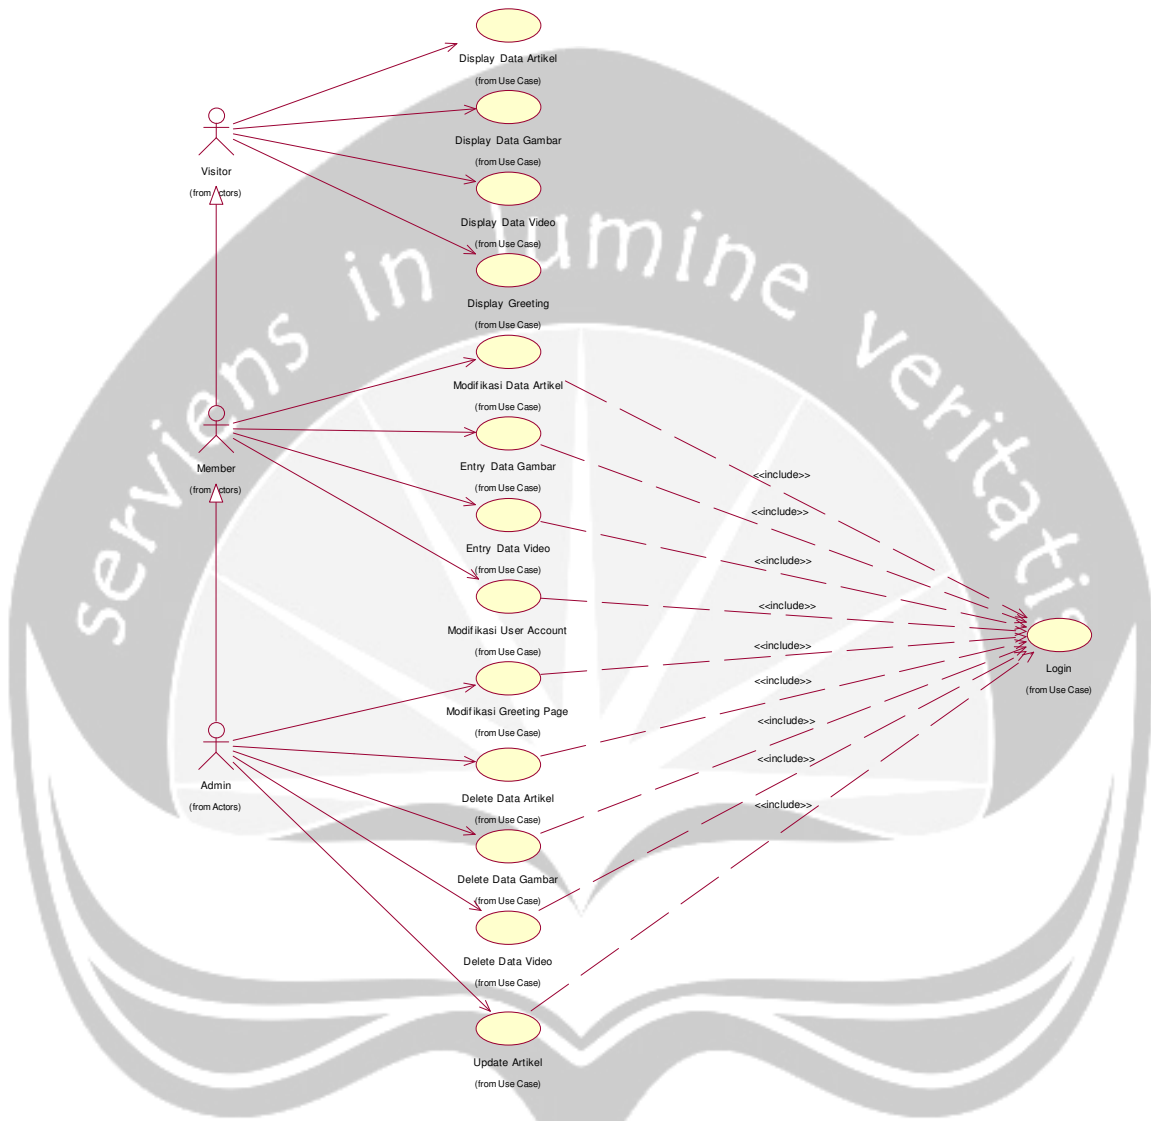 Display Data Artikel
(from Use Case)
Display Data Gambar
(from Use Case)
Visitor
(from Actors)
Display Data Video
(from Use Case)
Display Greeting
(from Use Case)
Modifikasi Data Artikel
(from Use Case)
Member
(from Actors)
Entry Data Gambar
(from Use Case)
Entry Data Video
(from Use Case)
Modifikasi User Account
(from Use Case)
Modifikasi Greeting Page
(from Use Case)
Admin
(from Actors)
Delete Data Artikel
(from Use Case)
Delete Data Gambar
(from Use Case)
Delete Data Video
(from Use Case)
Update Artikel
(from Use Case)
<<include>>
<<include>>
<<include>>
<<include>>
<<include>>
<<include>>
<<include>>
<<include>>
<<include>>
Login
(from Use Case)
serviens in lumine veritatis